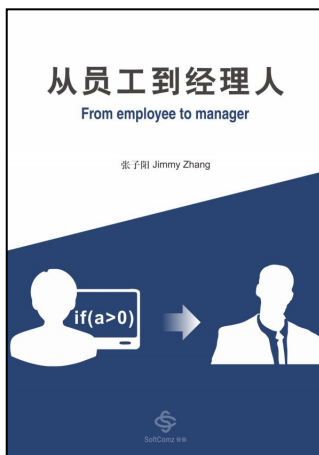 从员工到经理人
From employee to manager
张子阳 Jimmy Zhang
if(a>0)
SoftComz